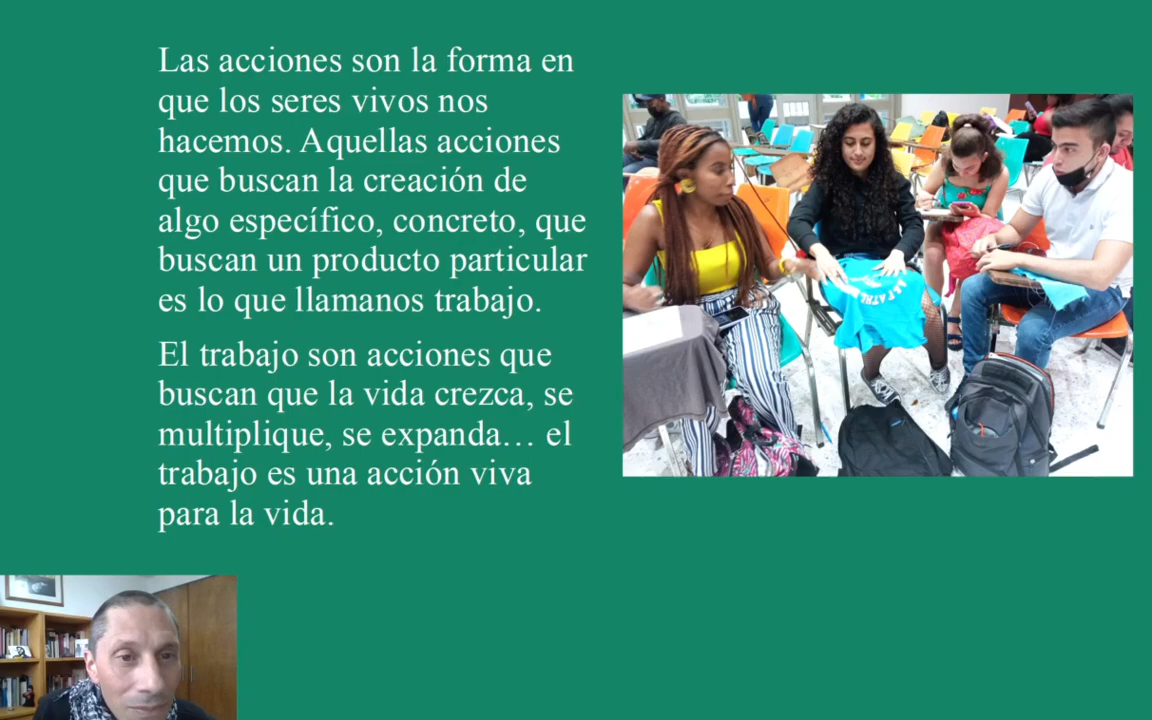 Las acciones son la forma en
que los seres vivos nos
hacemos. Aquellas acciones
que buscan la creación de
algo específico, concreto, que
buscan un producto particular
es lo que llamanos trabajo.
El trabajo son acciones que
buscan que la vida crezca, se
multiplique, se expanda… el
trabajo es una acción viva
para la vida.